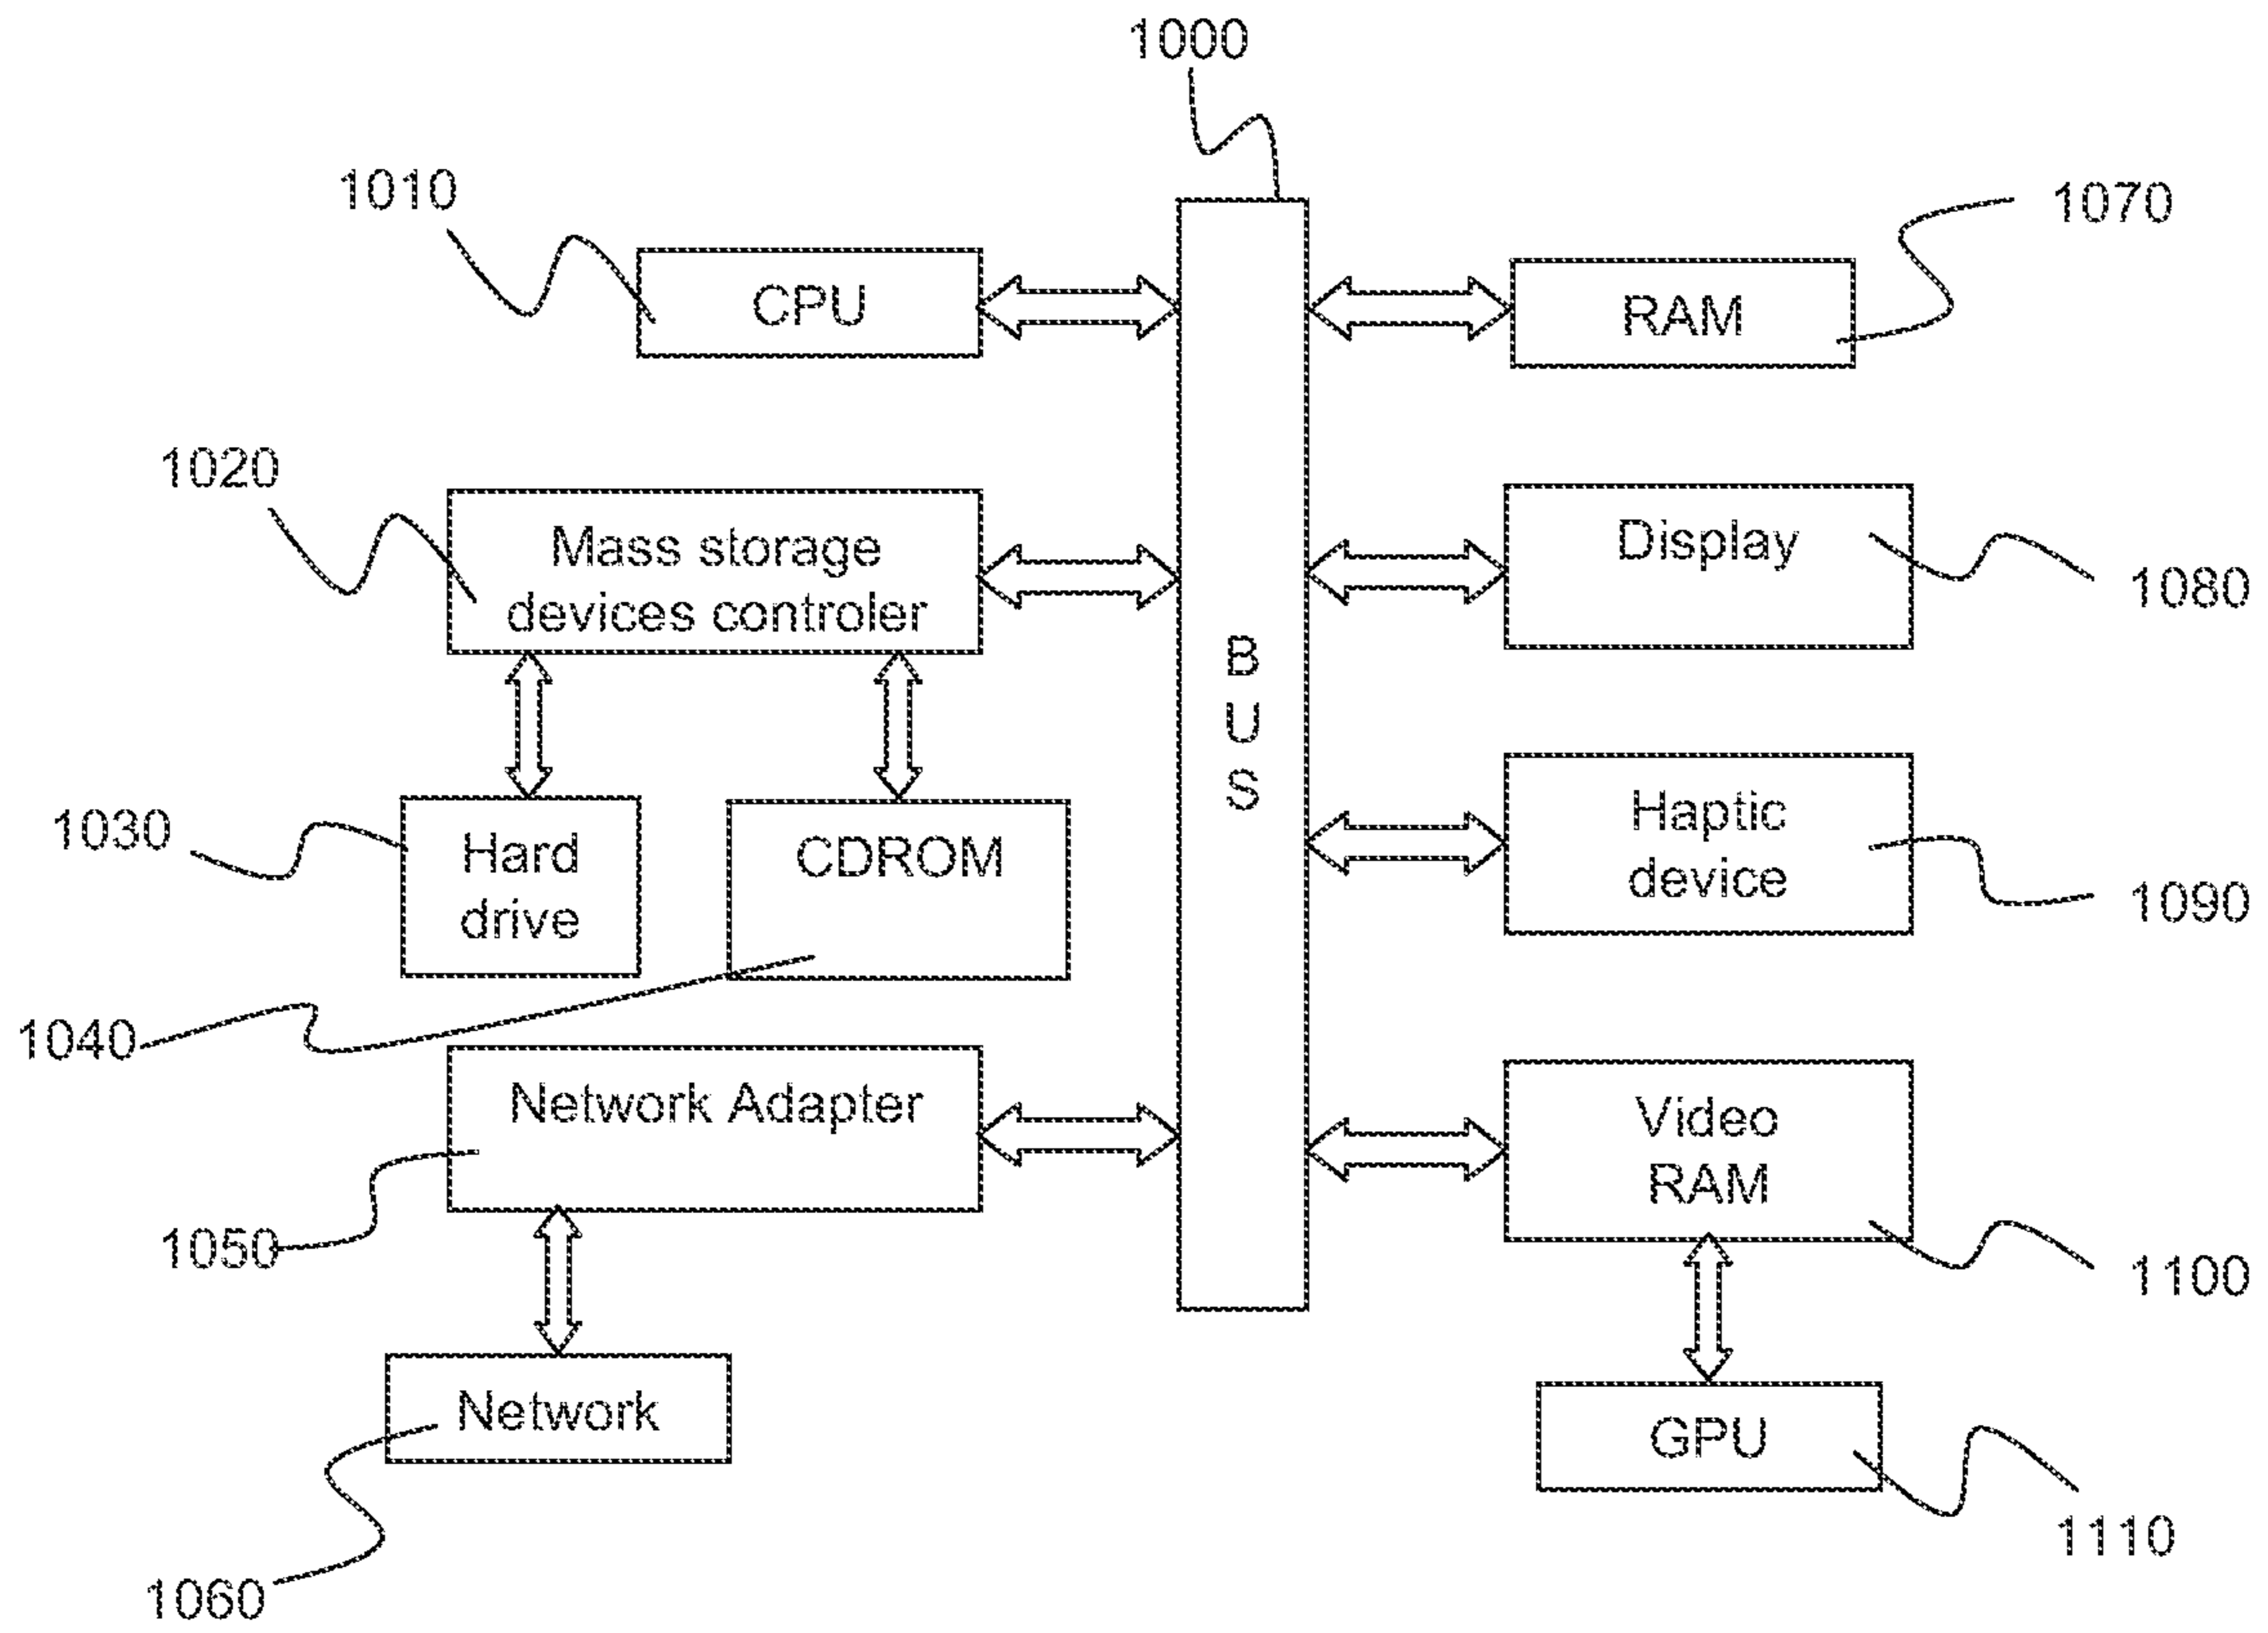 1000
1010
1070
CPU
RAM
1020
Mass storage
devices controler
Display
1080
B
U
S
1030
Hard
drive
CDROM
Haptic
device
1090
1040
Network Adapter
Video
RAM
1050
1100
Network
GPU
1110
1060